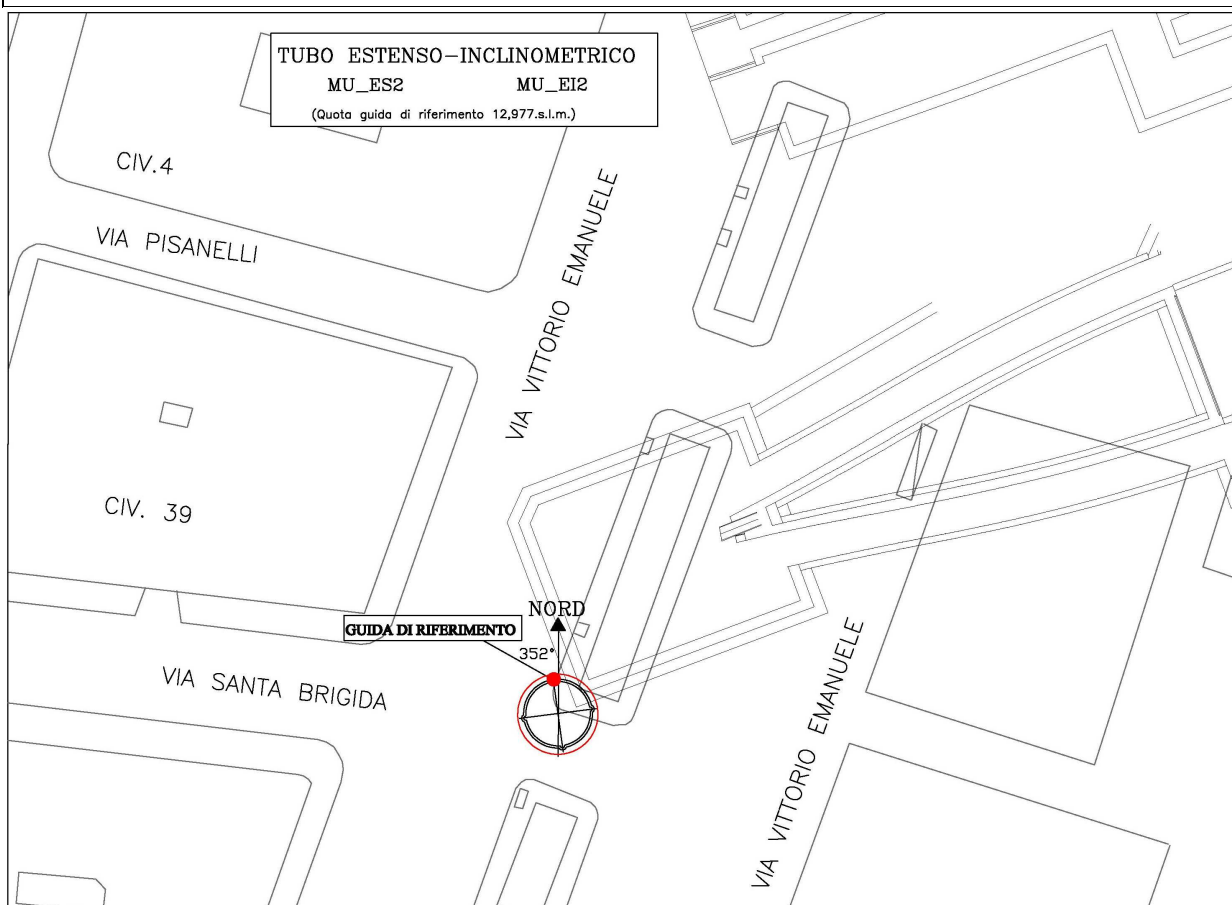 TUBO ESTENSO-INCLINOMETRICO
MU_ES2 MU_EI2
(Quota guida di riferimento 12,977.s.l.m.)
CIV.4
VIA PISANELLI
VIA VITTORIO EMANUELE
CIV. 39
NORD
GUIDA DI RIFERIMENTO
352°
VIA SANTA BRIGIDA
VIA VITTORIO EMANUELE